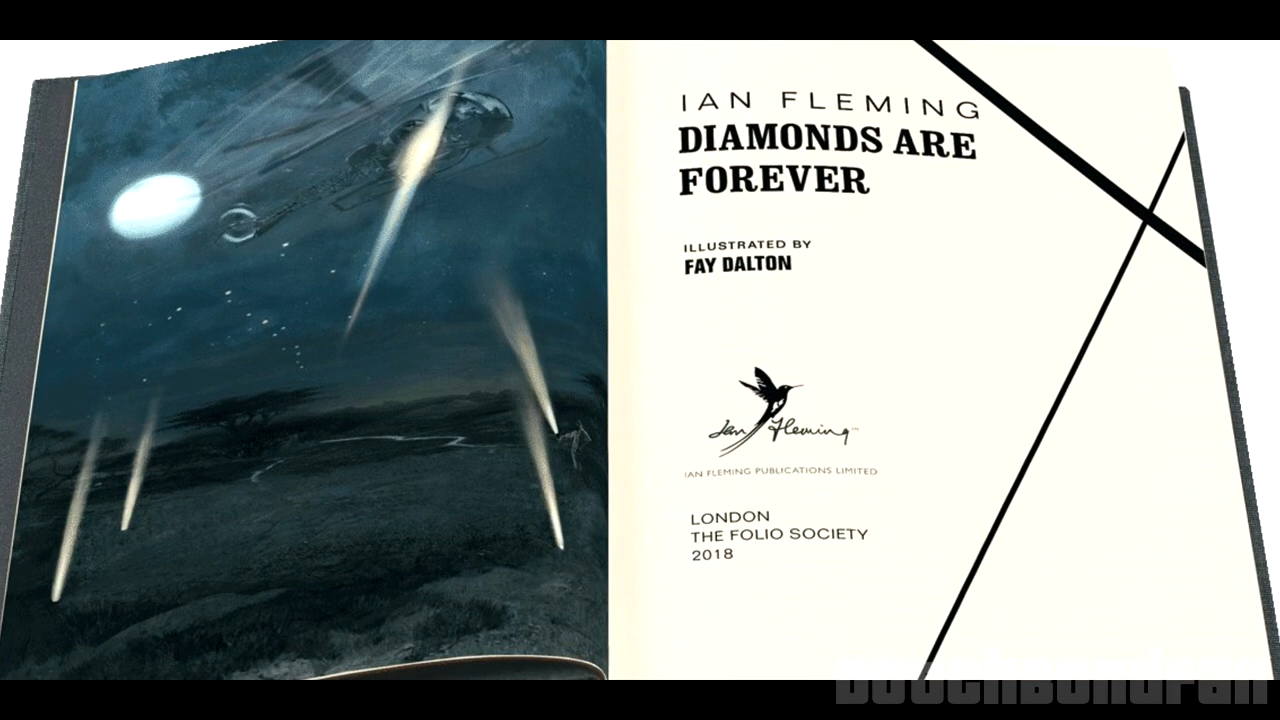 IAN FLEMING
DIAMONDS ARE
FOREVER
ILLUSTRATED BY
FAY DALTON
Ian Fleming
IAN FLEMING PUBLICATIONS LIMITED
LONDON
THE FOLIO SOCIETY
2018